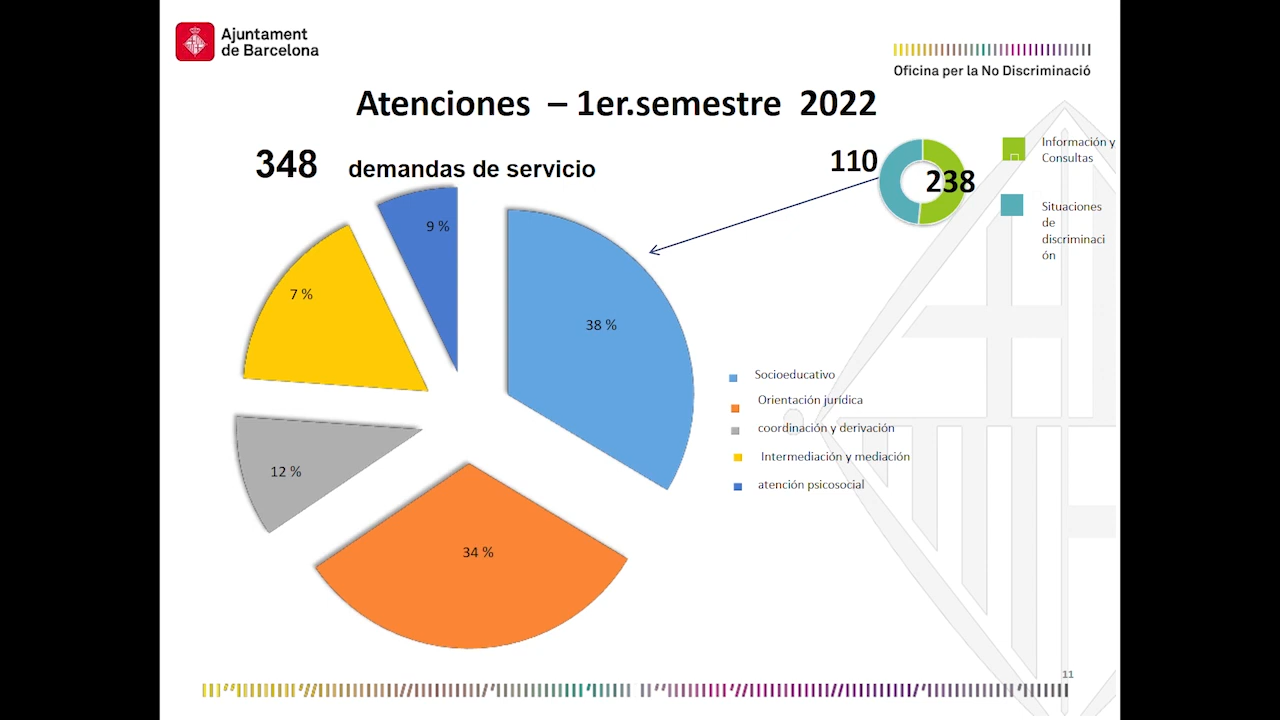 Ajuntament
de Barcelona
Oficina per la No Discriminació
Atenciones – 1er.semestre 2022
348 demandas de servicio
110
238
Información y
Consultas
Situaciones
de
discriminaci
ón
9 %
7 %
38 %
12 %
34 %
Socioeducativo
Orientación jurídica
coordinación y derivación
Intermediación y mediación
atención psicosocial
11